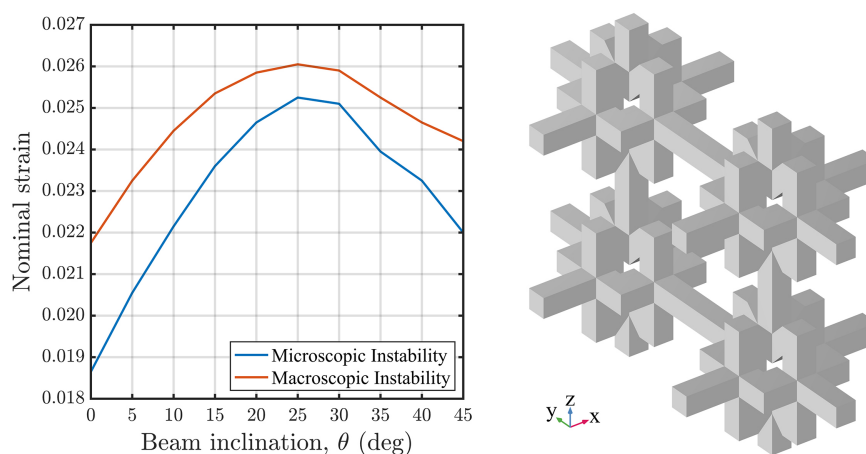 Nominal strain
0.027
0.026
0.025
0.024
0.023
0.022
0.021
0.020
0.019
0.018
Microscopic Instability
Macroscopic Instability
0 5 10 15 20 25 30 35 40 45
Beam inclination, θ (deg)
z
y
x